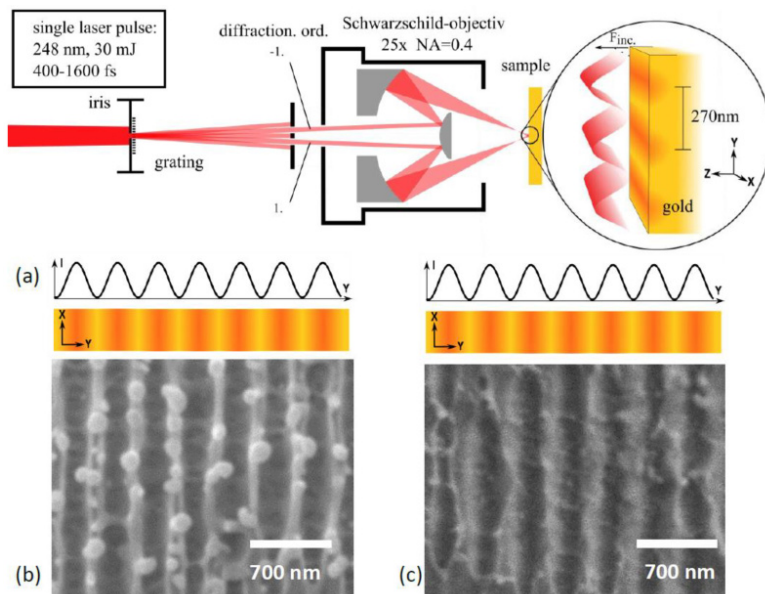 single laser pulse:
248 nm, 30 mJ
400-1600 fs
iris
grating
diffraction. ord.
-1.
1.
Schwarzschild-objectiv
25x NA=0.4
sample
Finc.
270nm
Y
Z
X
gold
(a)
I
Y
X
Y
I
Y
X
Y
(b)
700 nm
(c)
700 nm